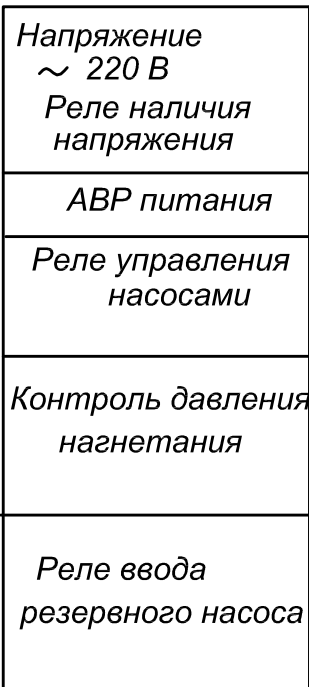 Напряжение
~ 220 В
Реле наличия
напряжения
АВР питания
Реле управления
насосами
Контроль давления
нагнетания
Реле ввода
резервного насоса